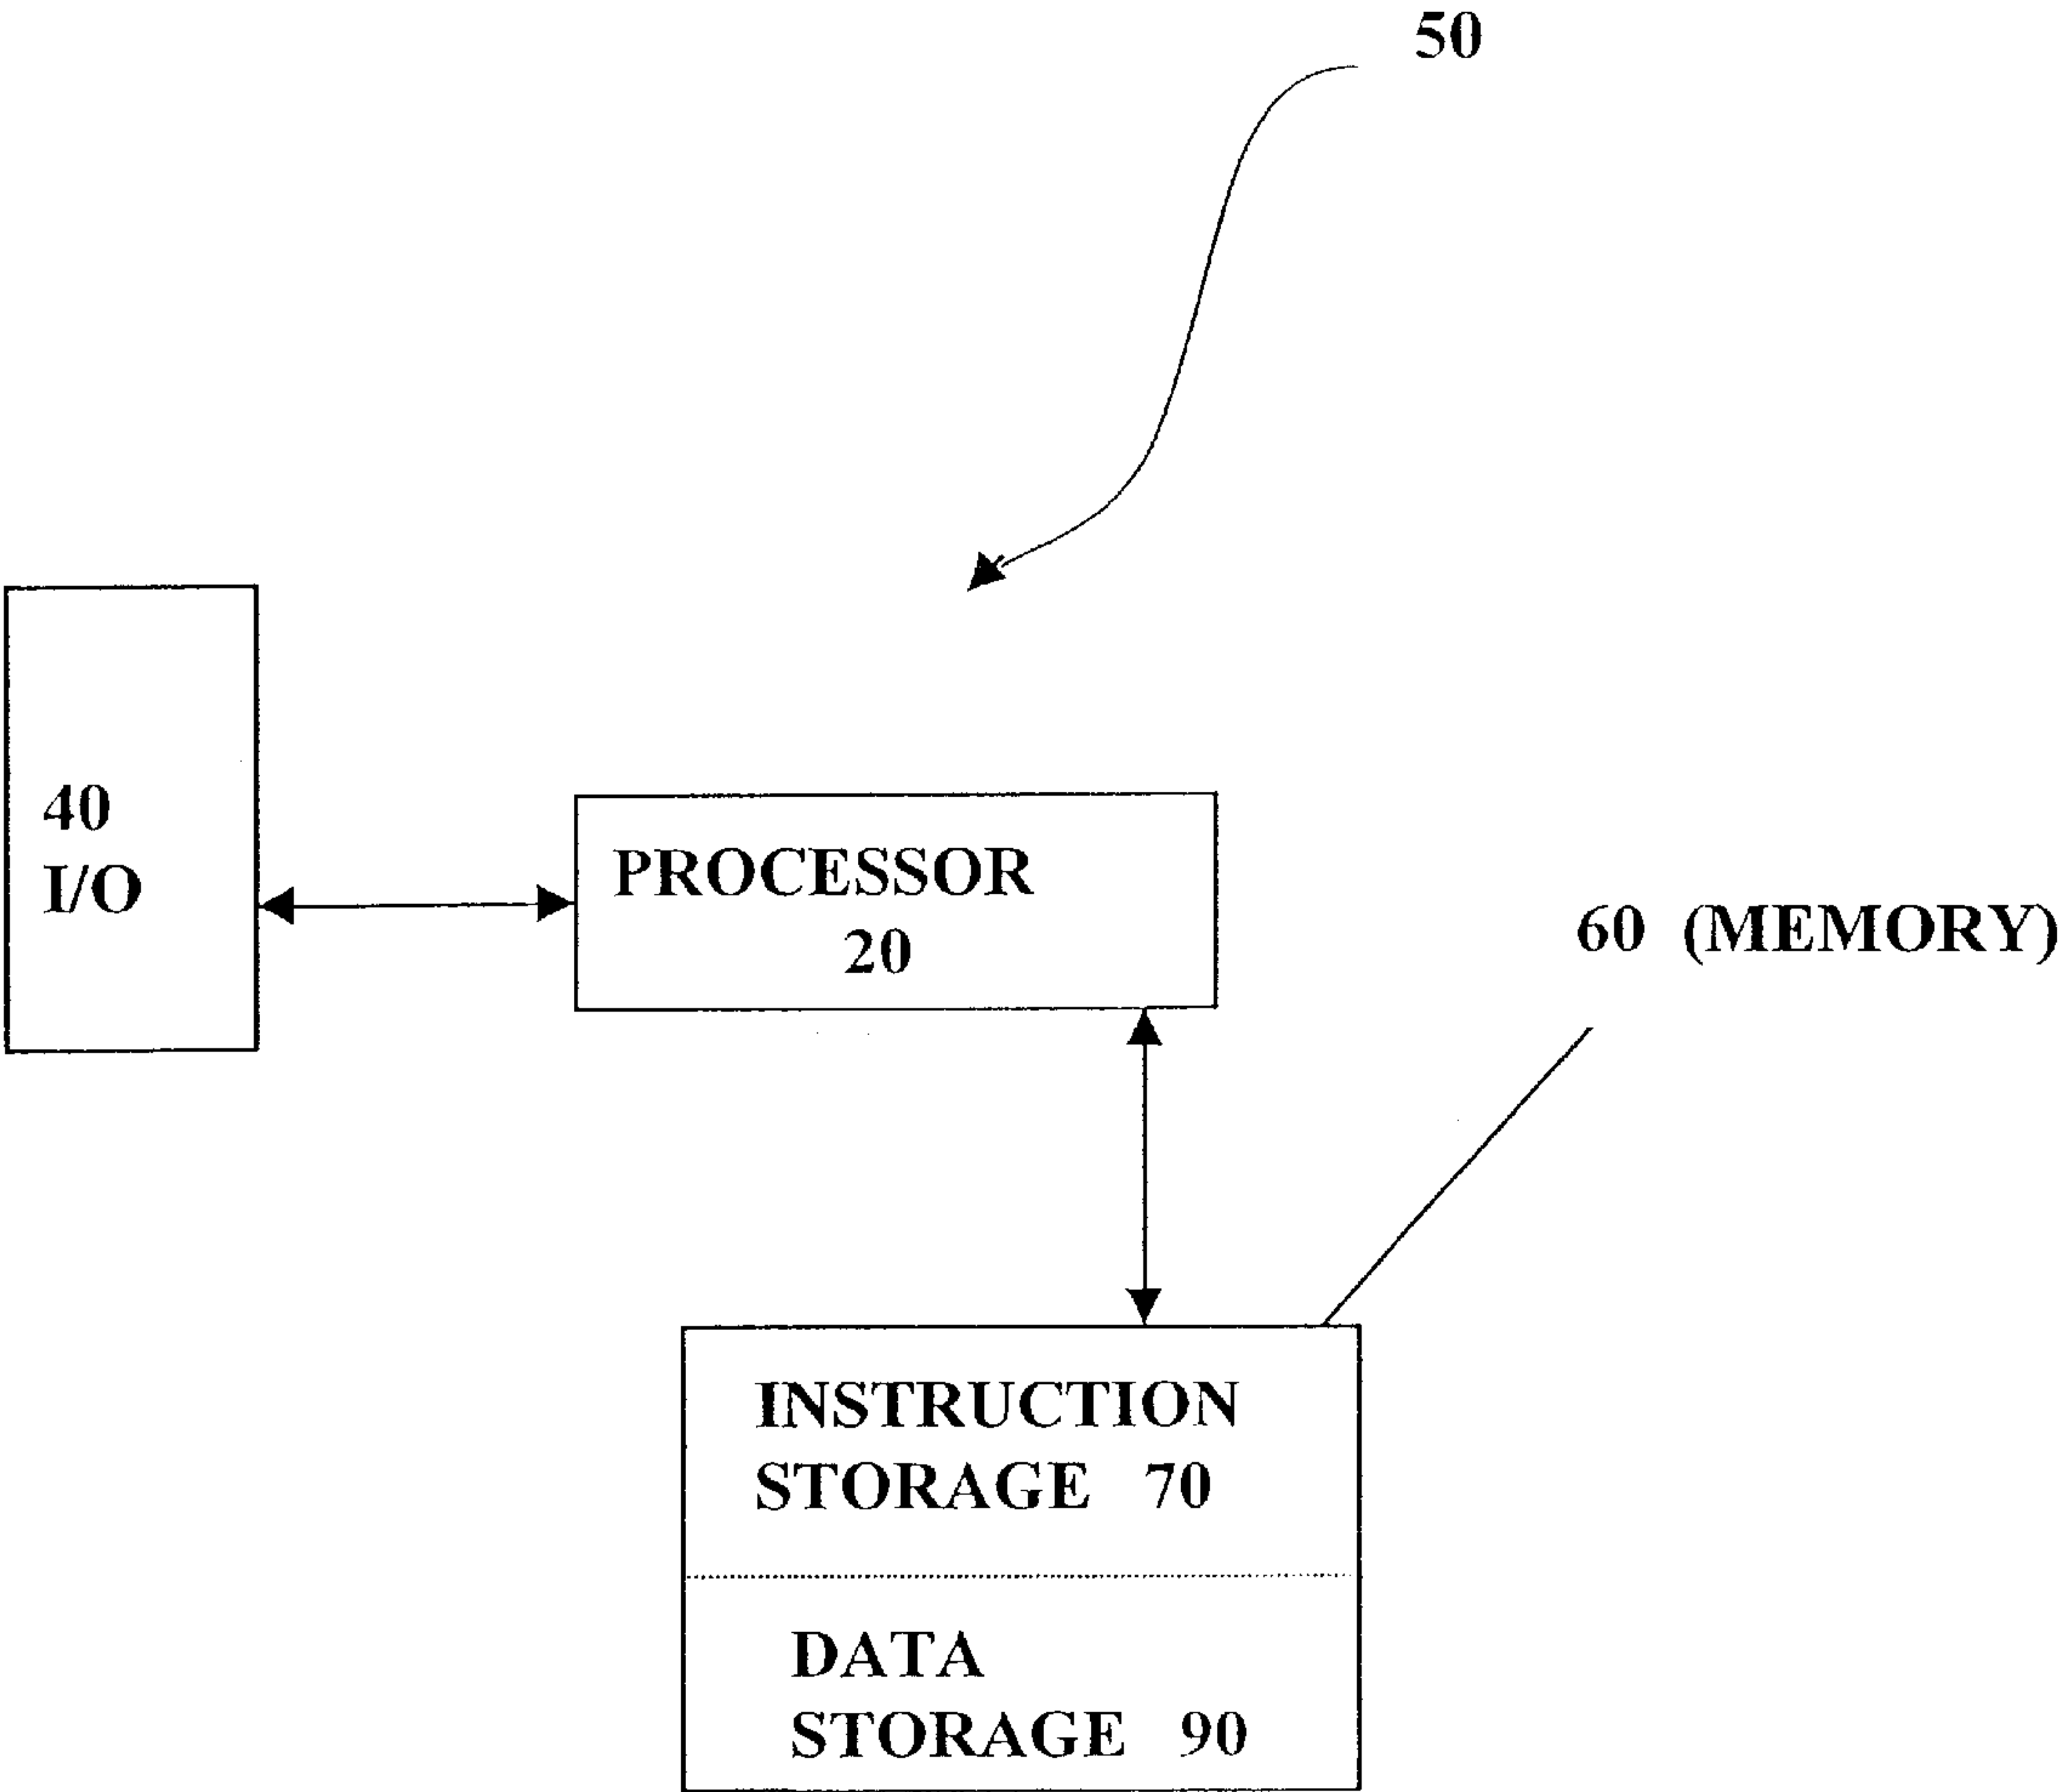 50
40
I/O
PROCESSOR
20
60 (MEMORY)
INSTRUCTION
STORAGE 70
DATA
STORAGE 90